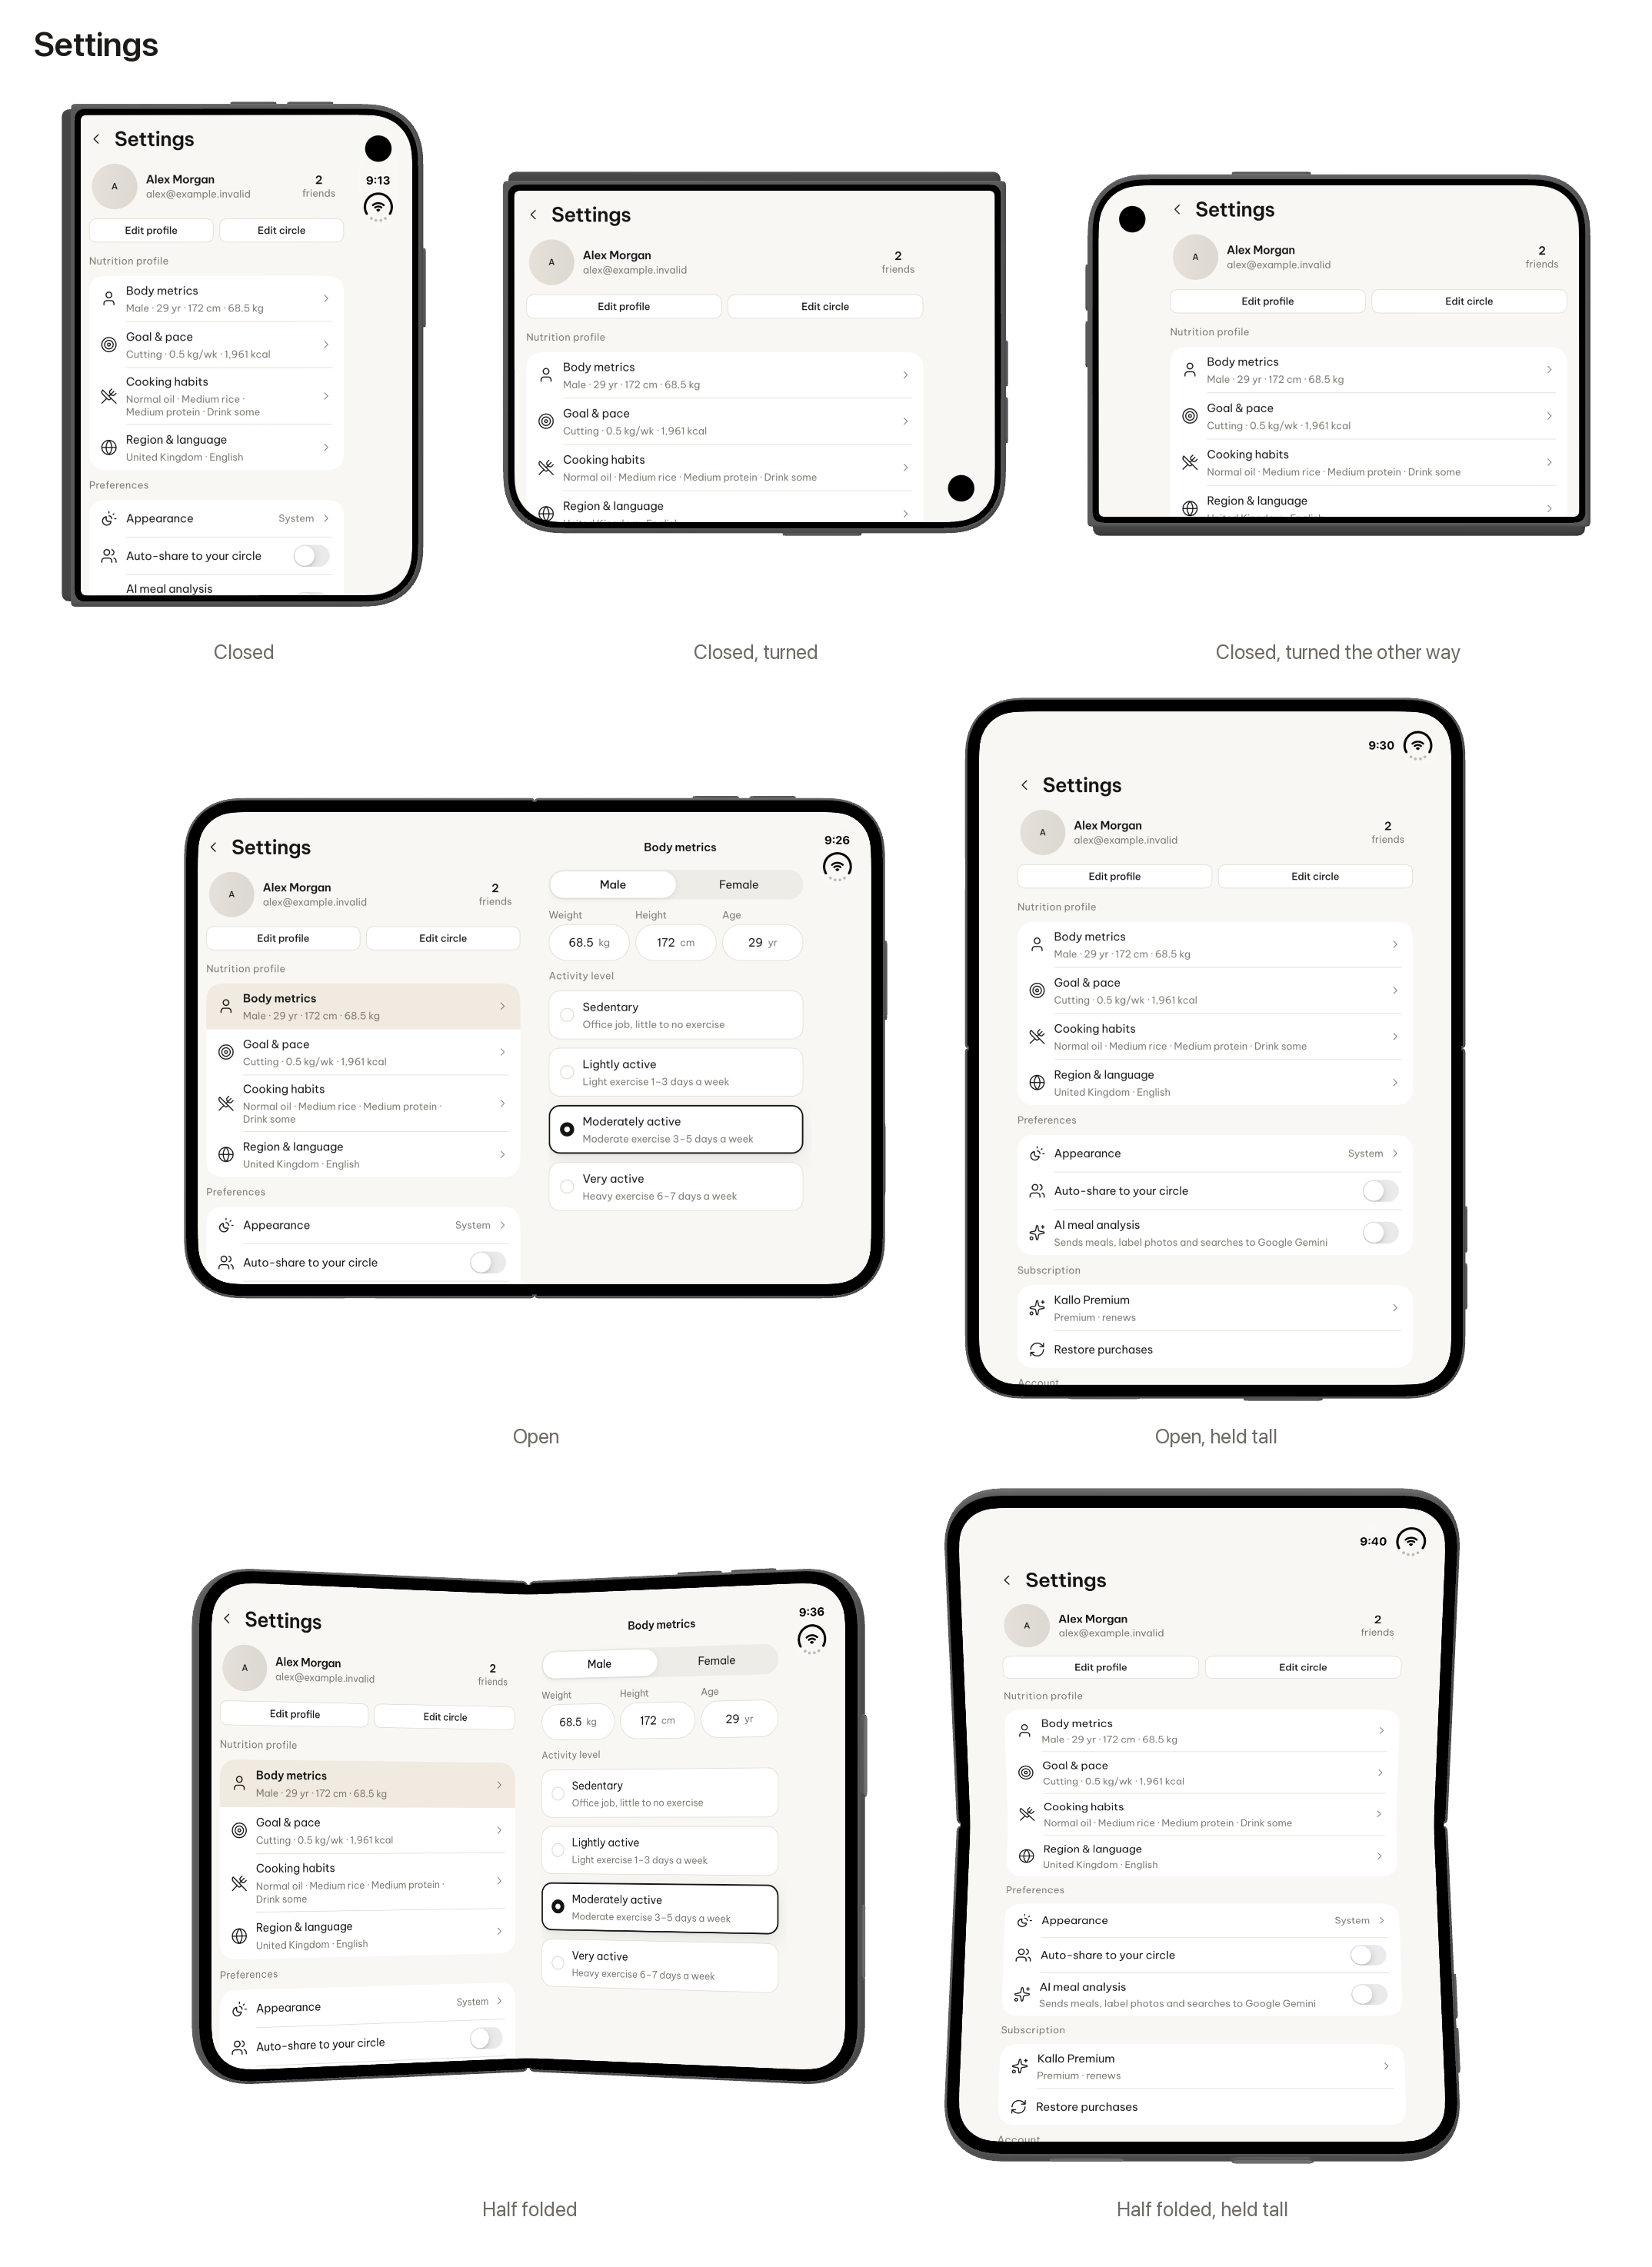 Settings
Settings
A
Alex Morgan
alex@example.invalid
2
friends
9:13
Edit profile
Edit circle
Nutrition profile
Body metrics
Male · 29 yr · 172 cm · 68.5 kg
Goal & pace
Cutting · 0.5 kg/wk · 1,961 kcal
Cooking habits
Normal oil · Medium rice ·
Medium protein · Drink some
Region & language
United Kingdom · English
Preferences
Appearance
System
Auto-share to your circle
AI meal analysis
Closed
Settings
A
Alex Morgan
alex@example.invalid
2
friends
Edit profile
Edit circle
Nutrition profile
Body metrics
Male · 29 yr · 172 cm · 68.5 kg
Goal & pace
Cutting · 0.5 kg/wk · 1,961 kcal
Cooking habits
Normal oil · Medium rice · Medium protein · Drink some
Region & language
United Kingdom · English
Closed, turned
Settings
A
Alex Morgan
alex@example.invalid
2
friends
Edit profile
Edit circle
Nutrition profile
Body metrics
Male · 29 yr · 172 cm · 68.5 kg
Goal & pace
Cutting · 0.5 kg/wk · 1,961 kcal
Cooking habits
Normal oil · Medium rice · Medium protein · Drink some
Region & language
United Kingdom · English
Closed, turned the other way
Settings
A
Alex Morgan
alex@example.invalid
2
friends
Edit profile
Edit circle
Nutrition profile
Body metrics
Male · 29 yr · 172 cm · 68.5 kg
Goal & pace
Cutting · 0.5 kg/wk · 1,961 kcal
Cooking habits
Normal oil · Medium rice · Medium protein ·
Drink some
Region & language
United Kingdom · English
Preferences
Appearance
System
Auto-share to your circle
Body metrics
9:26
Male
Female
Weight
Height
Age
68.5 kg
172 cm
29 yr
Activity level
Sedentary
Office job, little to no exercise
Lightly active
Light exercise 1–3 days a week
Moderately active
Moderate exercise 3–5 days a week
Very active
Heavy exercise 6–7 days a week
Open
9:30
Settings
A
Alex Morgan
alex@example.invalid
2
friends
Edit profile
Edit circle
Nutrition profile
Body metrics
Male · 29 yr · 172 cm · 68.5 kg
Goal & pace
Cutting · 0.5 kg/wk · 1,961 kcal
Cooking habits
Normal oil · Medium rice · Medium protein · Drink some
Region & language
United Kingdom · English
Preferences
Appearance
System
Auto-share to your circle
AI meal analysis
Sends meals, label photos and searches to Google Gemini
Subscription
Kallo Premium
Premium · renews
Restore purchases
Account
Open, held tall
Settings
A
Alex Morgan
alex@example.invalid
2
friends
Edit profile
Edit circle
Nutrition profile
Body metrics
Male · 29 yr · 172 cm · 68.5 kg
Goal & pace
Cutting · 0.5 kg/wk · 1,961 kcal
Cooking habits
Normal oil · Medium rice · Medium protein ·
Drink some
Region & language
United Kingdom · English
Preferences
Appearance
System
Auto-share to your circle
Body metrics
9:36
Male
Female
Weight
Height
Age
68.5 kg
172 cm
29 yr
Activity level
Sedentary
Office job, little to no exercise
Lightly active
Light exercise 1–3 days a week
Moderately active
Moderate exercise 3–5 days a week
Very active
Heavy exercise 6–7 days a week
Half folded
9:40
Settings
A
Alex Morgan
alex@example.invalid
2
friends
Edit profile
Edit circle
Nutrition profile
Body metrics
Male · 29 yr · 172 cm · 68.5 kg
Goal & pace
Cutting · 0.5 kg/wk · 1,961 kcal
Cooking habits
Normal oil · Medium rice · Medium protein · Drink some
Region & language
United Kingdom · English
Preferences
Appearance
System
Auto-share to your circle
AI meal analysis
Sends meals, label photos and searches to Google Gemini
Subscription
Kallo Premium
Premium · renews
Restore purchases
Account
Half folded, held tall